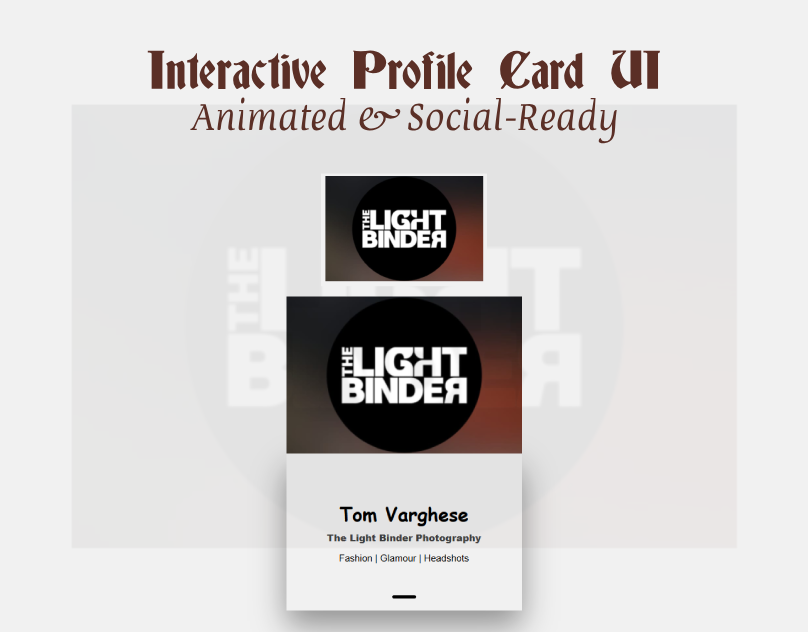 Interactive Profile Card UI
Animated & Social-Ready
THE LIGHT
BINDER
THE LIGHT
BINDER
THE LIGHT
BINDER
Tom Varghese
The Light Binder Photography
Fashion | Glamour | Headshots